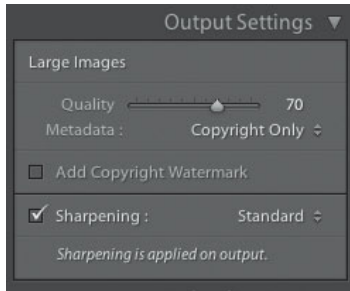 Output Settings ▼
Large Images
Quality 70
Metadata : Copyright Only
Add Copyright Watermark
Sharpening : Standard
Sharpening is applied on output.